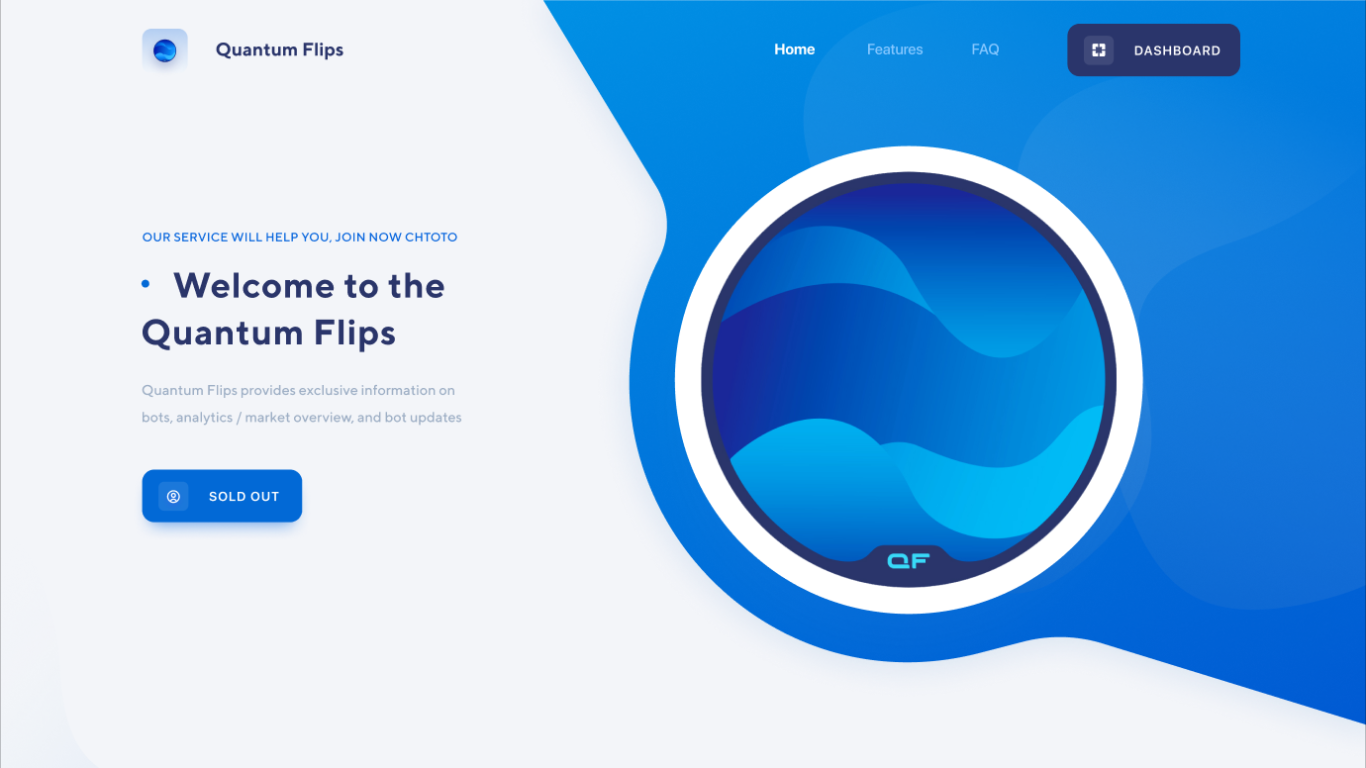 Quantum Flips
Home
Features
FAQ
DASHBOARD
OUR SERVICE WILL HELP YOU, JOIN NOW CHTOTO
• Welcome to the
Quantum Flips
Quantum Flips provides exclusive information on
bots, analytics / market overview, and bot updates
SOLD OUT
QF